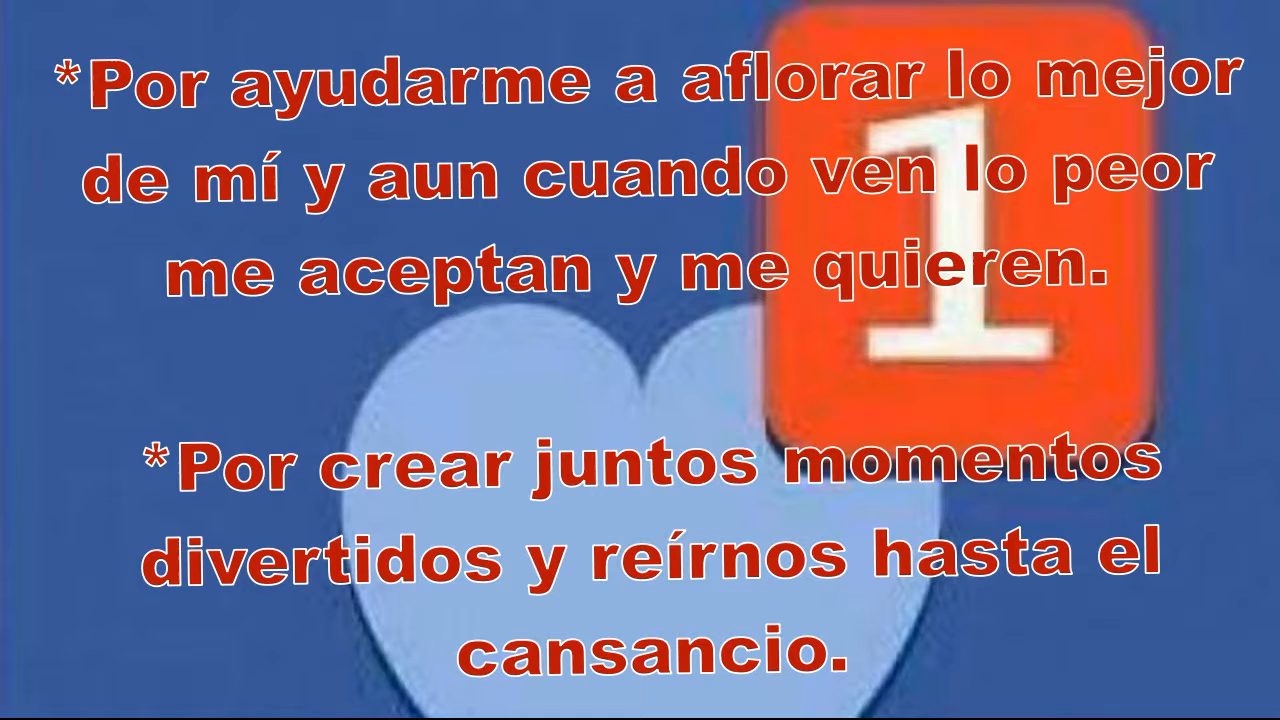 *Por ayudarme a aflorar lo mejor
de mí y aun cuando ven lo peor
me aceptan y me quieren.
1
*Por crear juntos momentos
divertidos y reírnos hasta el
cansancio.